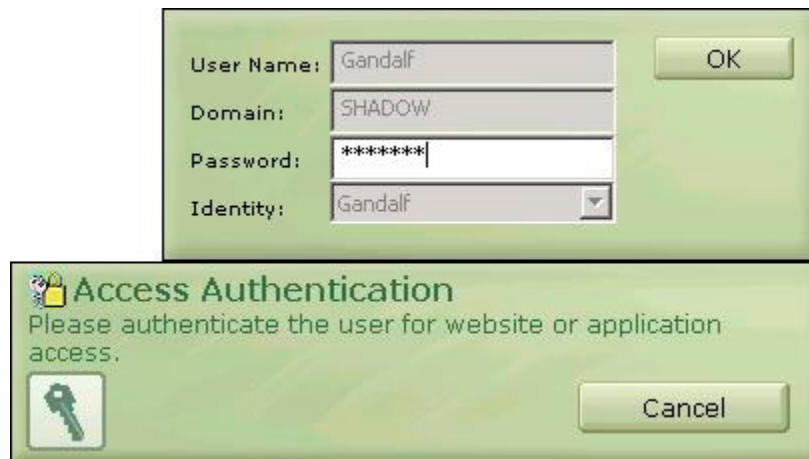 User Name: Gandalf OK
Domain: SHADOW
Password: *******
Identity: Gandalf
Access Authentication
Please authenticate the user for website or application
access.
Cancel